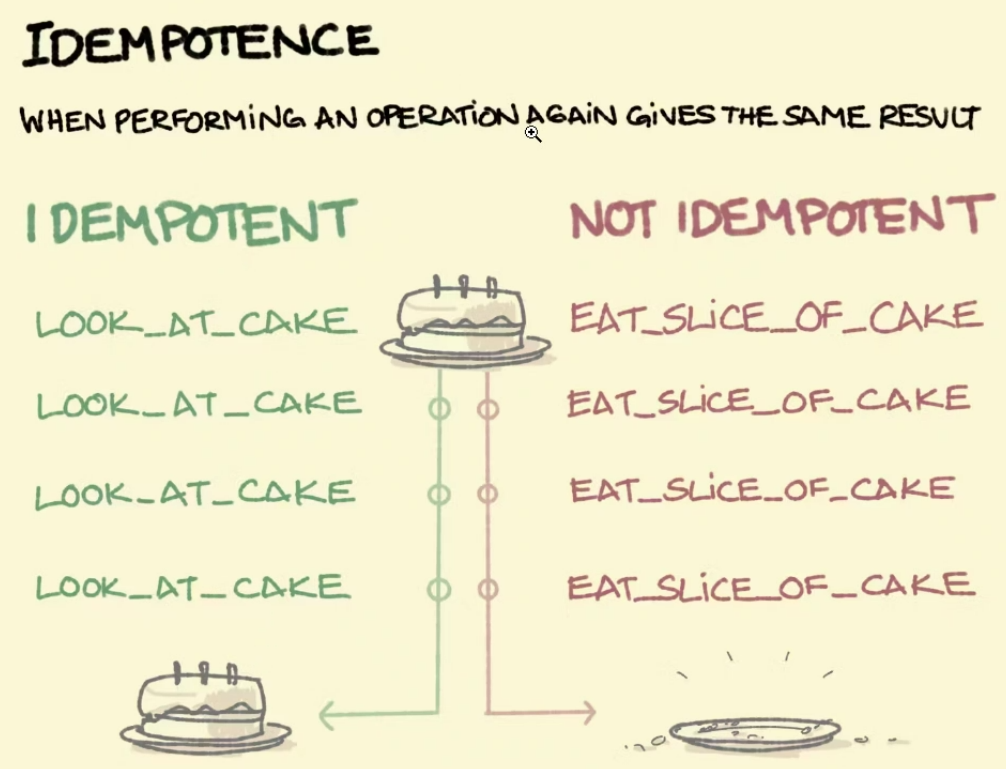 IDEMPOTENCE
WHEN PERFORMING AN OPERATION AGAIN GIVES THE SAME RESULT
IDEMPOTENT
LOOK_AT_CAKE
LOOK_AT_CAKE
LOOK_AT_CAKE
LOOK_AT_CAKE
NOT IDEMPOTENT
EAT_SLICE_OF_CAKE
EAT_SLICE_OF_CAKE
EAT_SLICE_OF_CAKE
EAT_SLICE_OF_CAKE